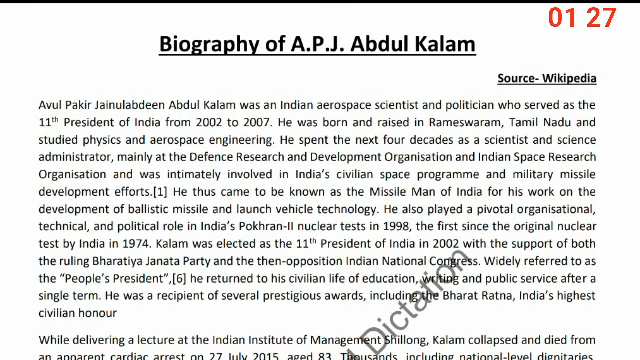 01 27
Biography of A.P.J. Abdul Kalam
Source- Wikipedia
Avul Pakir Jainulabdeen Abdul Kalam was an Indian aerospace scientist and politician who served as the
11th President of India from 2002 to 2007. He was born and raised in Rameswaram, Tamil Nadu and
studied physics and aerospace engineering. He spent the next four decades as a scientist and science
administrator, mainly at the Defence Research and Development Organisation and Indian Space Research
Organisation and was intimately involved in India's civilian space programme and military missile
development efforts.[1] He thus came to be known as the Missile Man of India for his work on the
development of ballistic missile and launch vehicle technology. He also played a pivotal organisational,
technical, and political role in India's Pokhran-II nuclear tests in 1998, the first since the original nuclear
test by India in 1974. Kalam was elected as the 11th President of India in 2002 with the support of both
the ruling Bharatiya Janata Party and the then-opposition Indian National Congress. Widely referred to as
the "People's President",[6] he returned to his civilian life of education, writing and public service after a
single term. He was a recipient of several prestigious awards, including the Bharat Ratna, India's highest
civilian honour
While delivering a lecture at the Indian Institute of Management Shillong, Kalam collapsed and died from
an apparent cardiac arrest on 27 July 2015, aged 83. Thousands, including national-level dignitaries,
Dictation